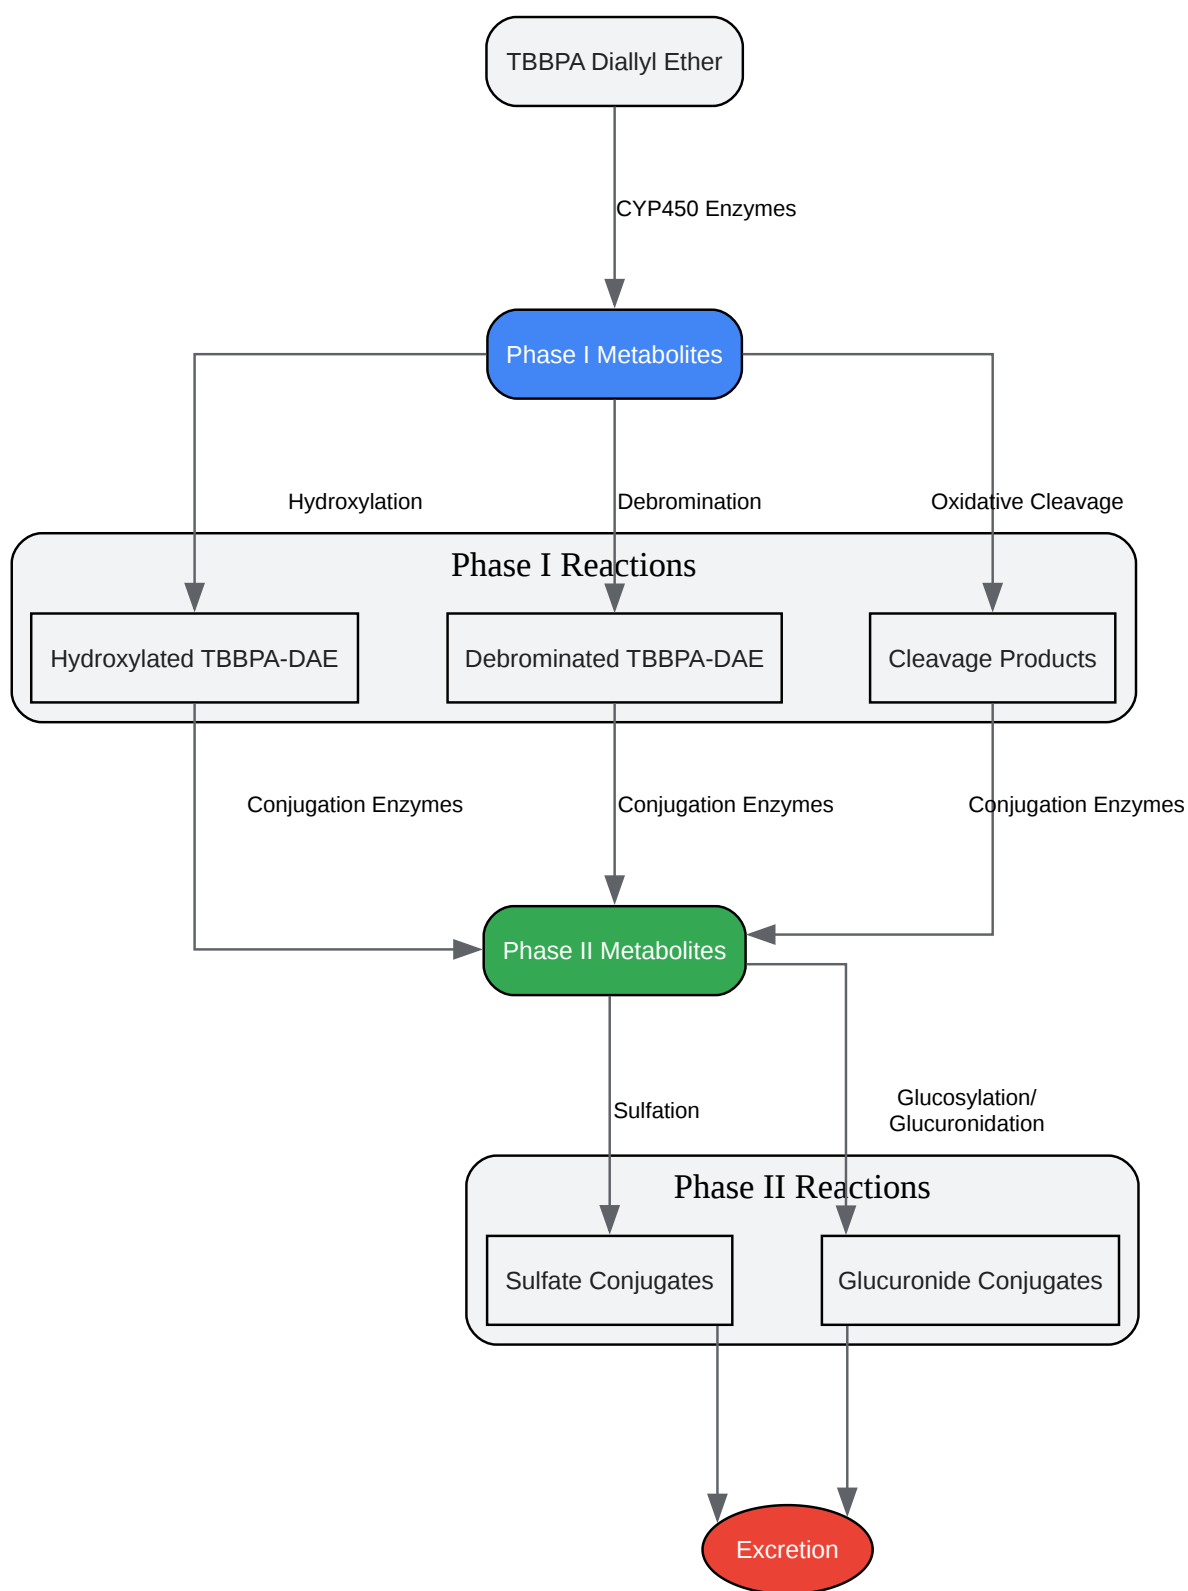 TBBPA Diallyl Ether
CYP450 Enzymes
Phase I Metabolites
Hydroxylation
Debromination
Oxidative Cleavage
Phase I Reactions
Hydroxylated TBBPA-DAE
Debrominated TBBPA-DAE
Cleavage Products
Conjugation Enzymes
Conjugation Enzymes
Conjugation Enzymes
Phase II Metabolites
Sulfation
Glucosylation/
Glucuronidation
Phase II Reactions
Sulfate Conjugates
Glucuronide Conjugates
Excretion